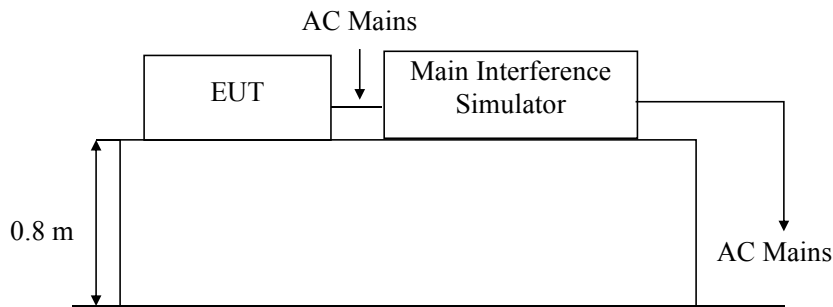 AC Mains
EUT
Main Interference
Simulator
0.8 m
AC Mains